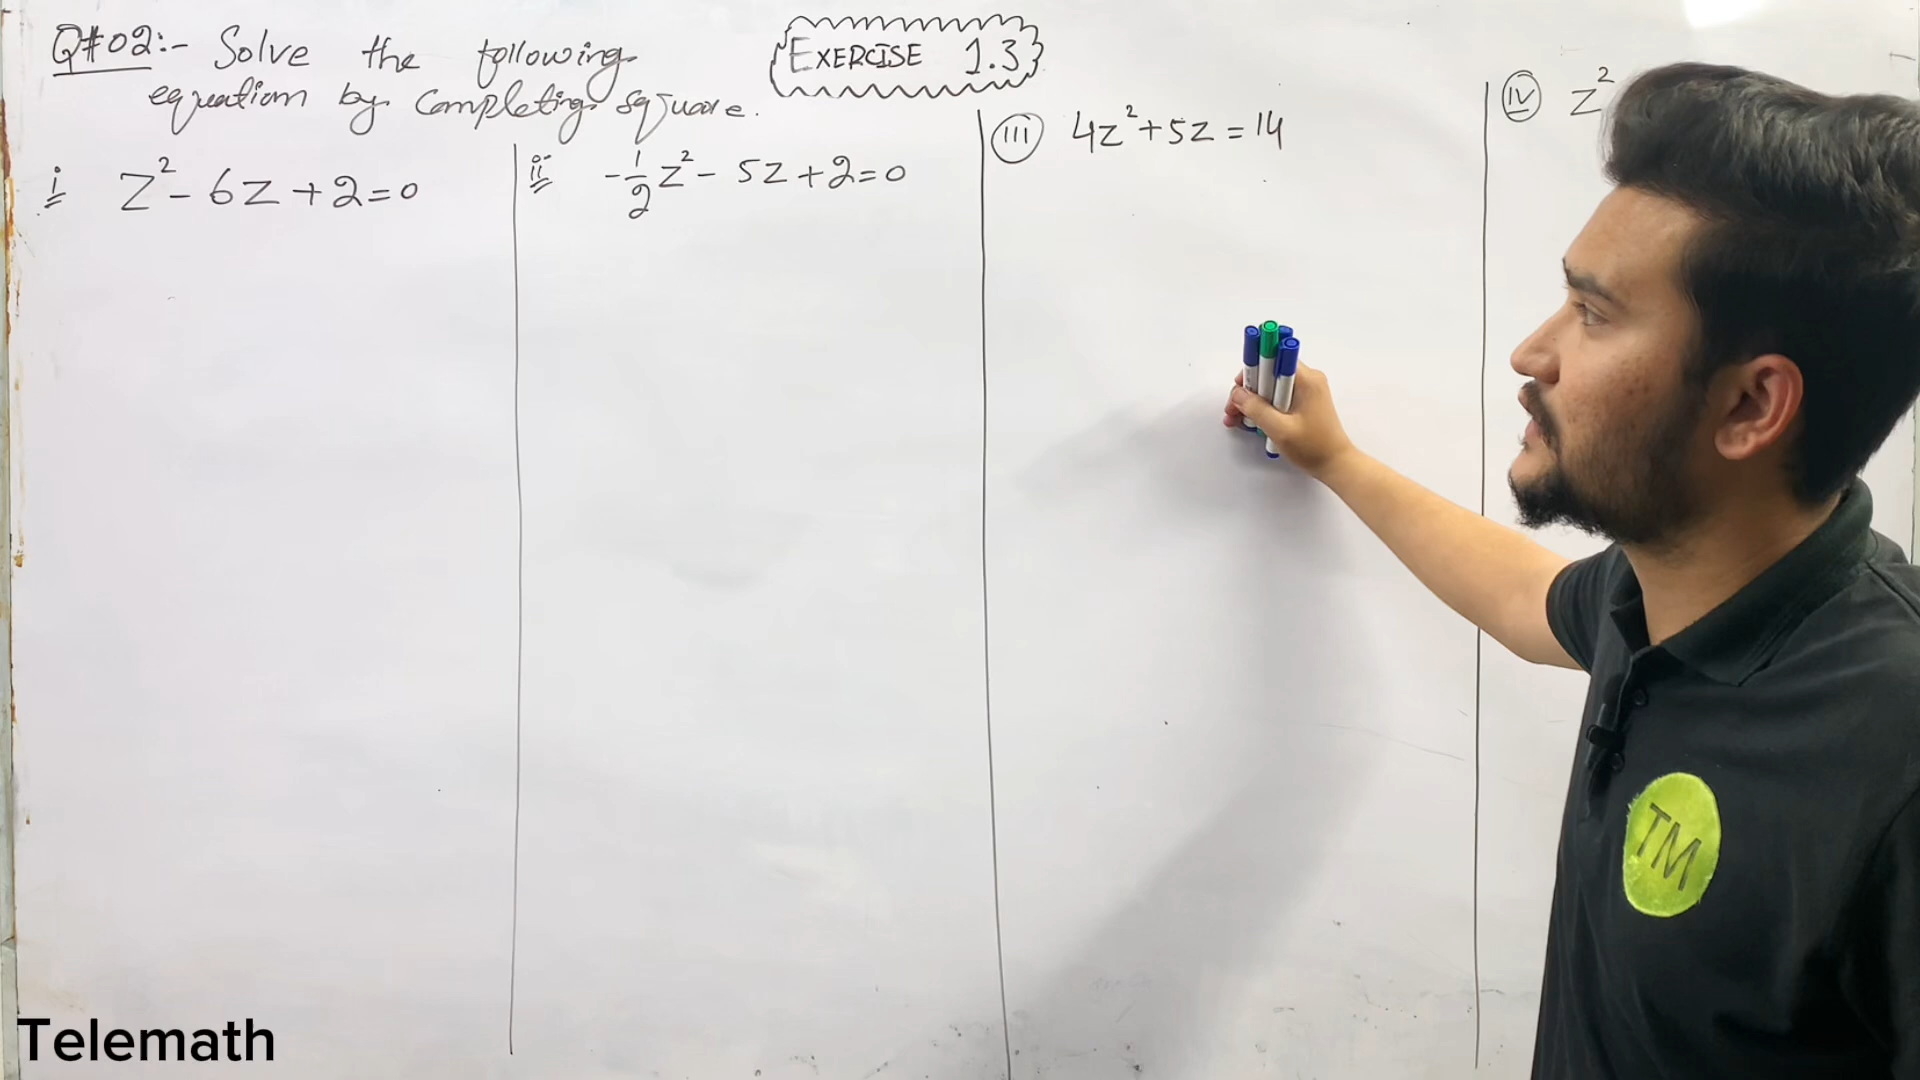 Q#02:- Solve the following
equation by Completing Square.
EXERCISE 1.3
i z² - 6z + 2 = 0
ii -1/2 z² - 5z + 2 = 0
III 4z² + 5z = 14
IV z²
TM
Telemath